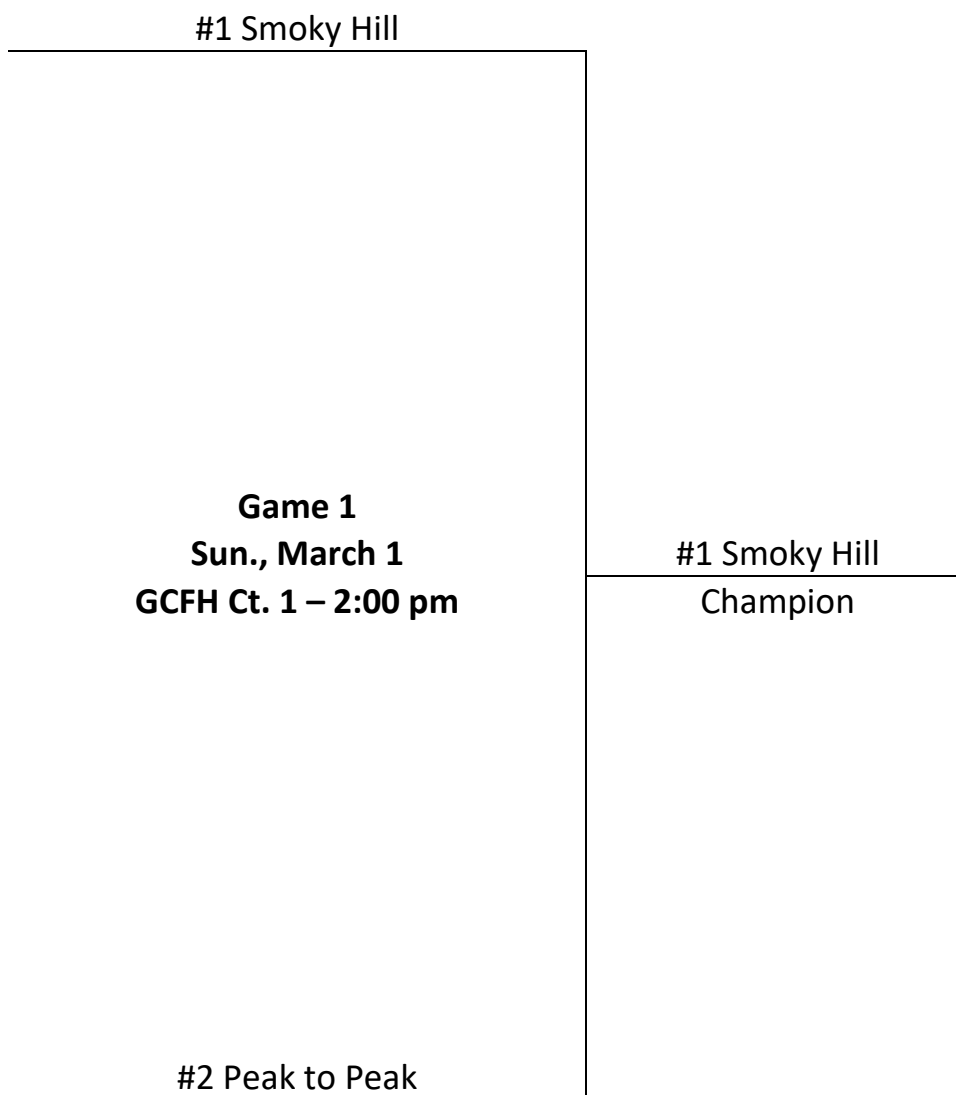 #1 Smoky Hill
Game 1
Sun., March 1
GCFH Ct. 1 – 2:00 pm
#1 Smoky Hill
Champion
#2 Peak to Peak